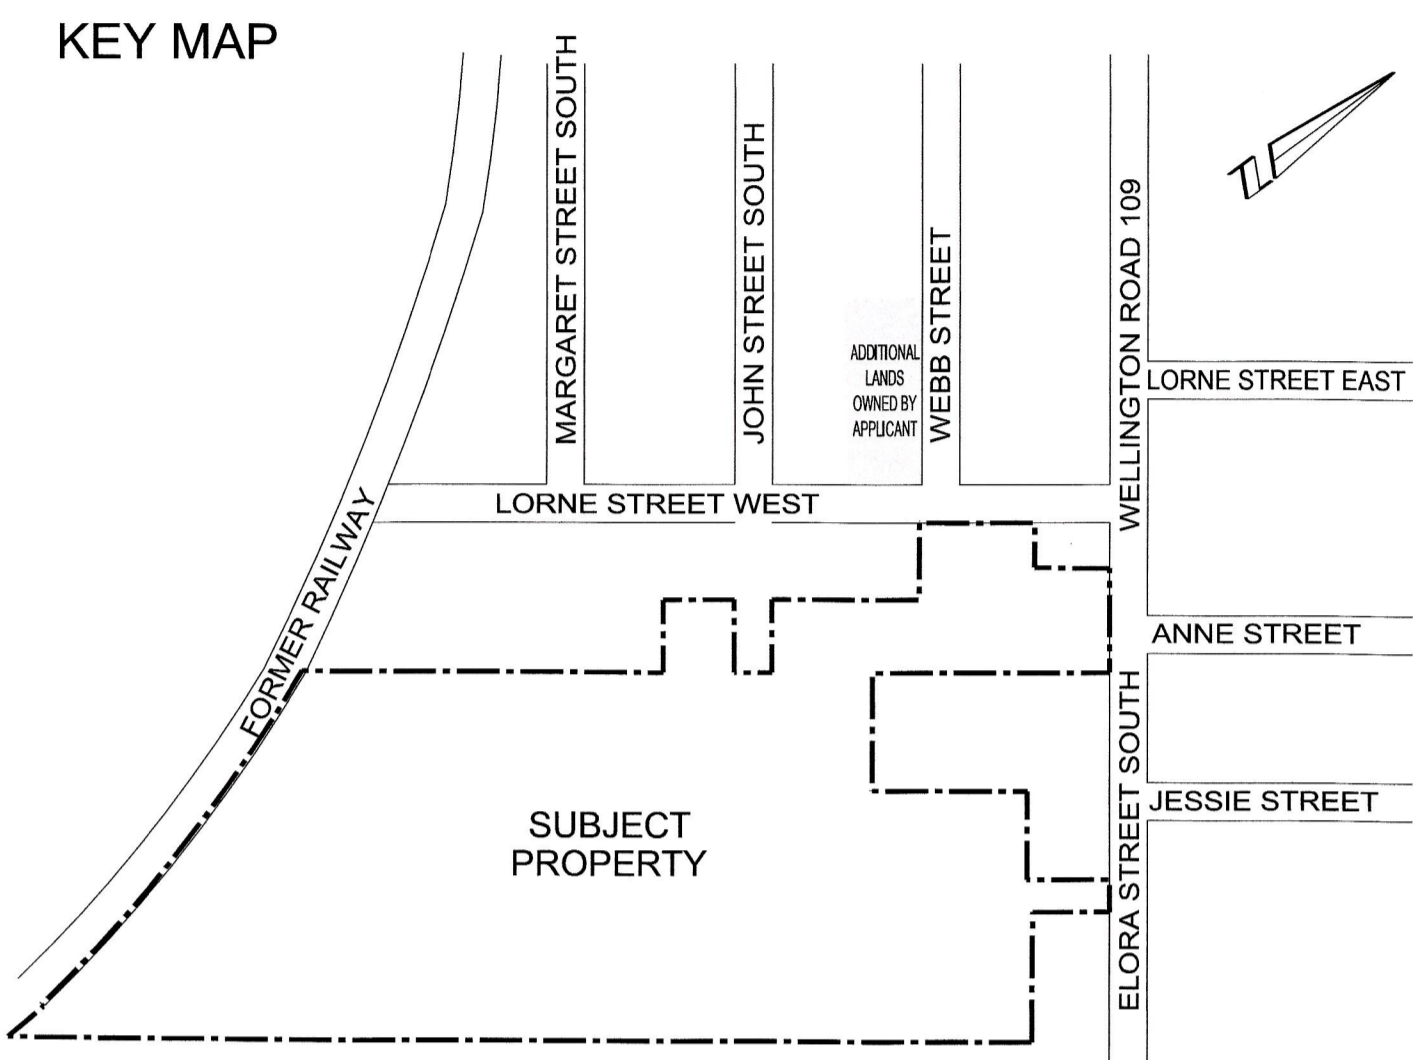 KEY MAP
MARGARET STREET SOUTH
JOHN STREET SOUTH
WEBB STREET
WELLINGTON ROAD 109
ADDITIONAL
LANDS
OWNED BY
APPLICANT
LORNE STREET EAST
LORNE STREET WEST
FORMER RAILWAY
ANNE STREET
ELORA STREET SOUTH
JESSIE STREET
SUBJECT
PROPERTY